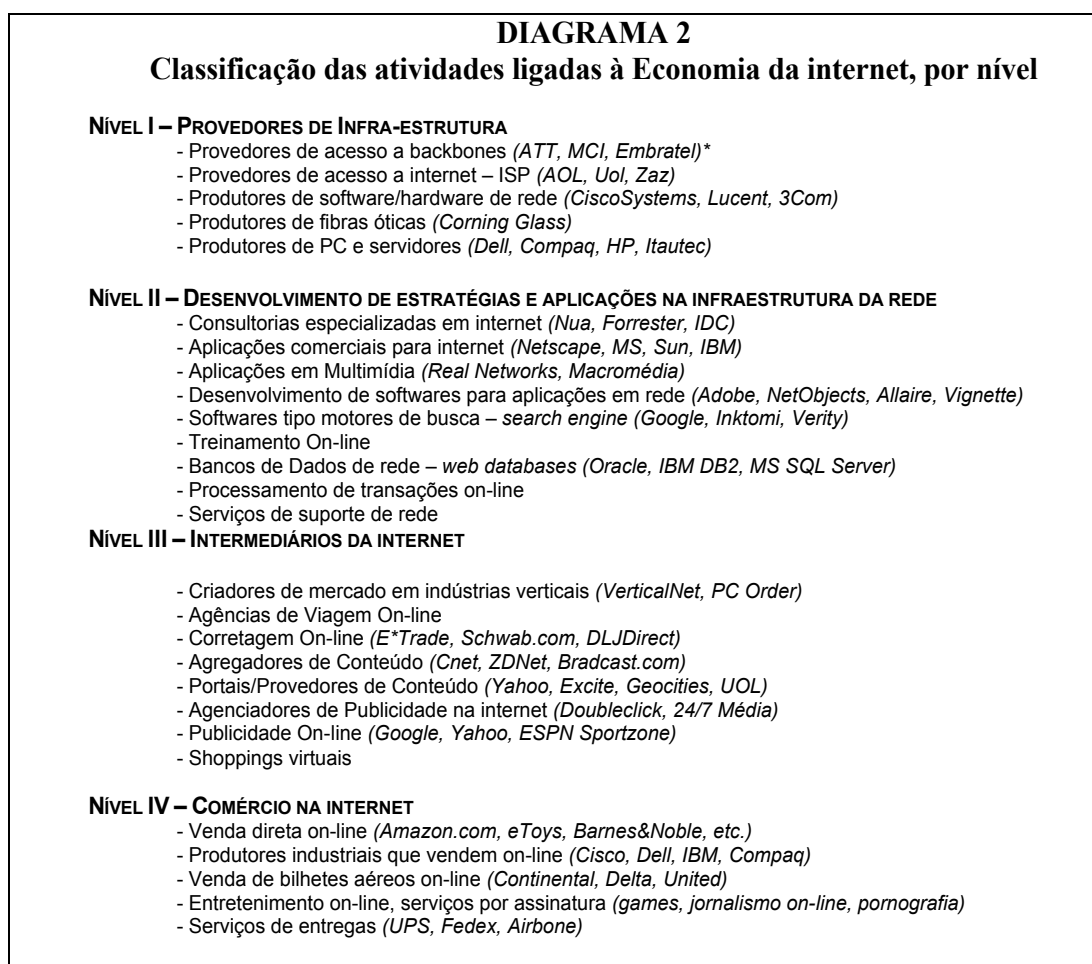 DIAGRAMA 2
Classificação das atividades ligadas à Economia da internet, por nível
NÍVEL I – PROVEDORES DE INFRA-ESTRUTURA
- Provedores de acesso a backbones (ATT, MCI, Embratel)*
- Provedores de acesso a internet – ISP (AOL, Uol, Zaz)
- Produtores de software/hardware de rede (CiscoSystems, Lucent, 3Com)
- Produtores de fibras óticas (Corning Glass)
- Produtores de PC e servidores (Dell, Compaq, HP, Itautec)
NÍVEL II – DESENVOLVIMENTO DE ESTRATÉGIAS E APLICAÇÕES NA INFRAESTRUTURA DA REDE
- Consultorias especializadas em internet (Nua, Forrester, IDC)
- Aplicações comerciais para internet (Netscape, MS, Sun, IBM)
- Aplicações em Multimídia (Real Networks, Macromédia)
- Desenvolvimento de softwares para aplicações em rede (Adobe, NetObjects, Allaire, Vignette)
- Softwares tipo motores de busca – search engine (Google, Inktomi, Verity)
- Treinamento On-line
- Bancos de Dados de rede – web databases (Oracle, IBM DB2, MS SQL Server)
- Processamento de transações on-line
- Serviços de suporte de rede
NÍVEL III – INTERMEDIÁRIOS DA INTERNET
- Criadores de mercado em indústrias verticais (VerticalNet, PC Order)
- Agências de Viagem On-line
- Corretagem On-line (E*Trade, Schwab.com, DLJDirect)
- Agregadores de Conteúdo (Cnet, ZDNet, Bradcast.com)
- Portais/Provedores de Conteúdo (Yahoo, Excite, Geocities, UOL)
- Agenciadores de Publicidade na internet (Doubleclick, 24/7 Média)
- Publicidade On-line (Google, Yahoo, ESPN Sportzone)
- Shoppings virtuais
NÍVEL IV – COMÉRCIO NA INTERNET
- Venda direta on-line (Amazon.com, eToys, Barnes&Noble, etc.)
- Produtores industriais que vendem on-line (Cisco, Dell, IBM, Compaq)
- Venda de bilhetes aéreos on-line (Continental, Delta, United)
- Entretenimento on-line, serviços por assinatura (games, jornalismo on-line, pornografia)
- Serviços de entregas (UPS, Fedex, Airbone)